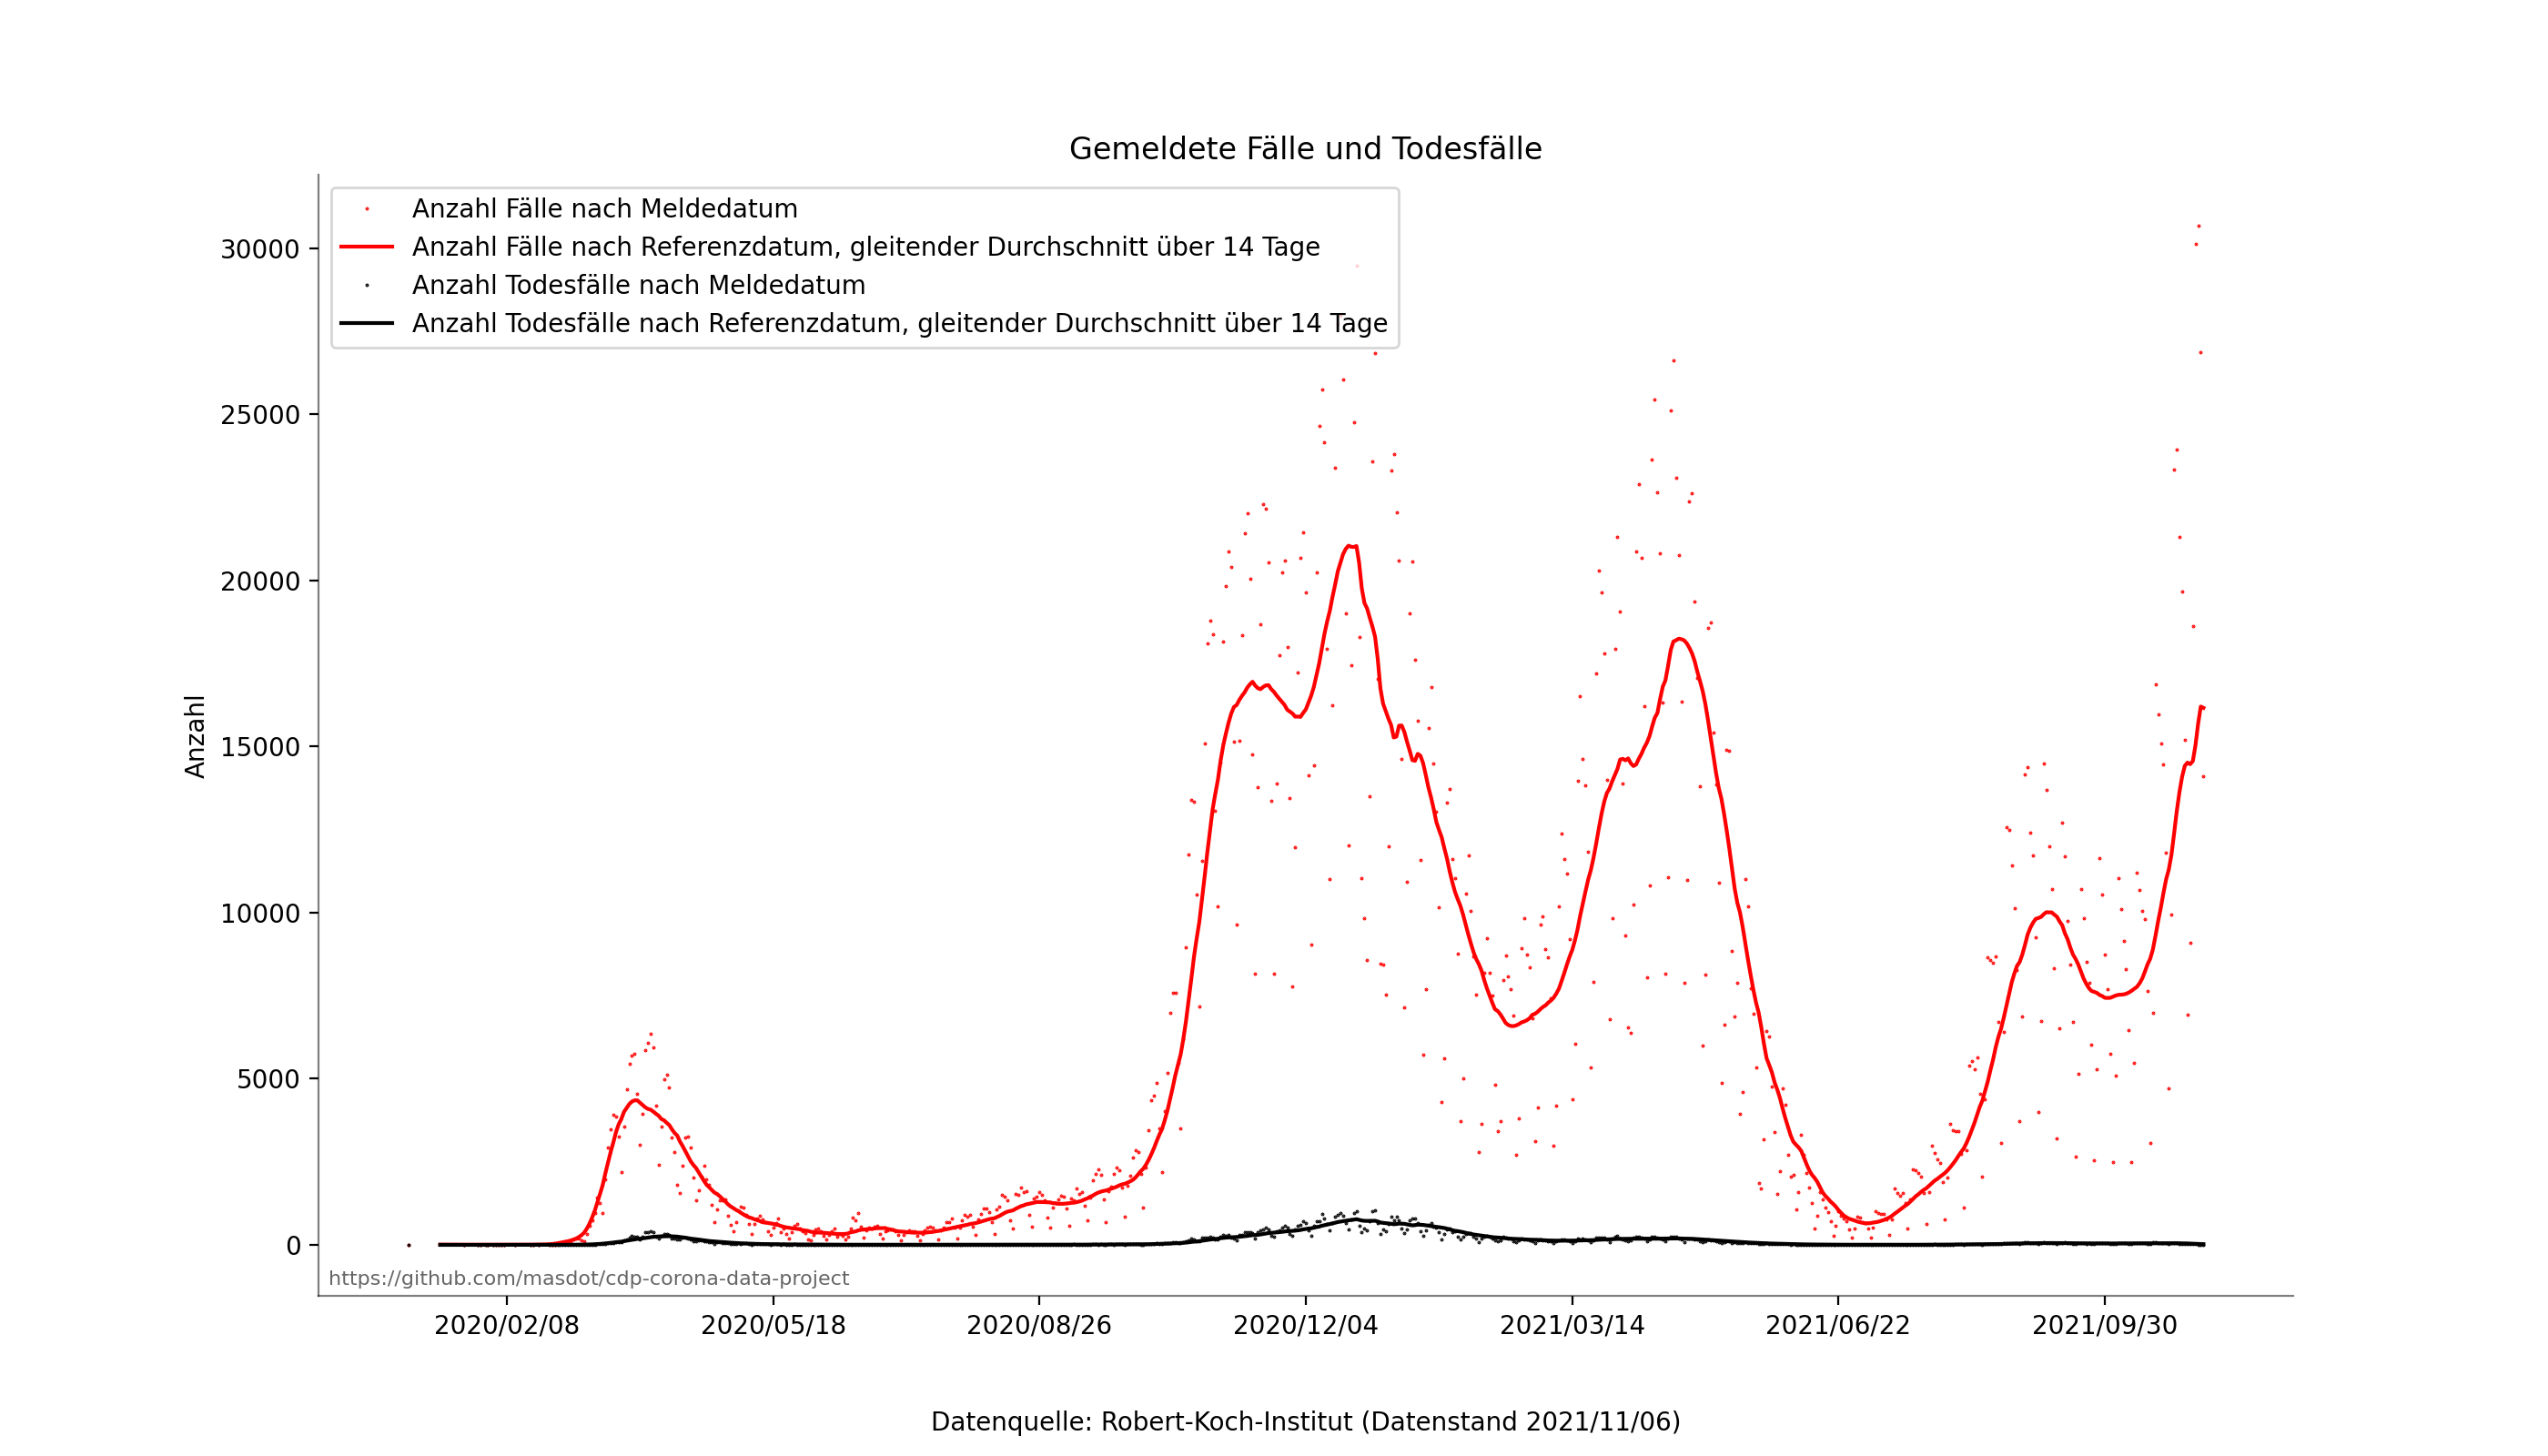 Gemeldete Fälle und Todesfälle
Anzahl Fälle nach Meldedatum
Anzahl Fälle nach Referenzdatum, gleitender Durchschnitt über 14 Tage
Anzahl Todesfälle nach Meldedatum
Anzahl Todesfälle nach Referenzdatum, gleitender Durchschnitt über 14 Tage
30000
25000
20000
15000
10000
5000
0
Anzahl
https://github.com/masdot/cdp-corona-data-project
2020/02/08 2020/05/18 2020/08/26 2020/12/04 2021/03/14 2021/06/22 2021/09/30
Datenquelle: Robert-Koch-Institut (Datenstand 2021/11/06)